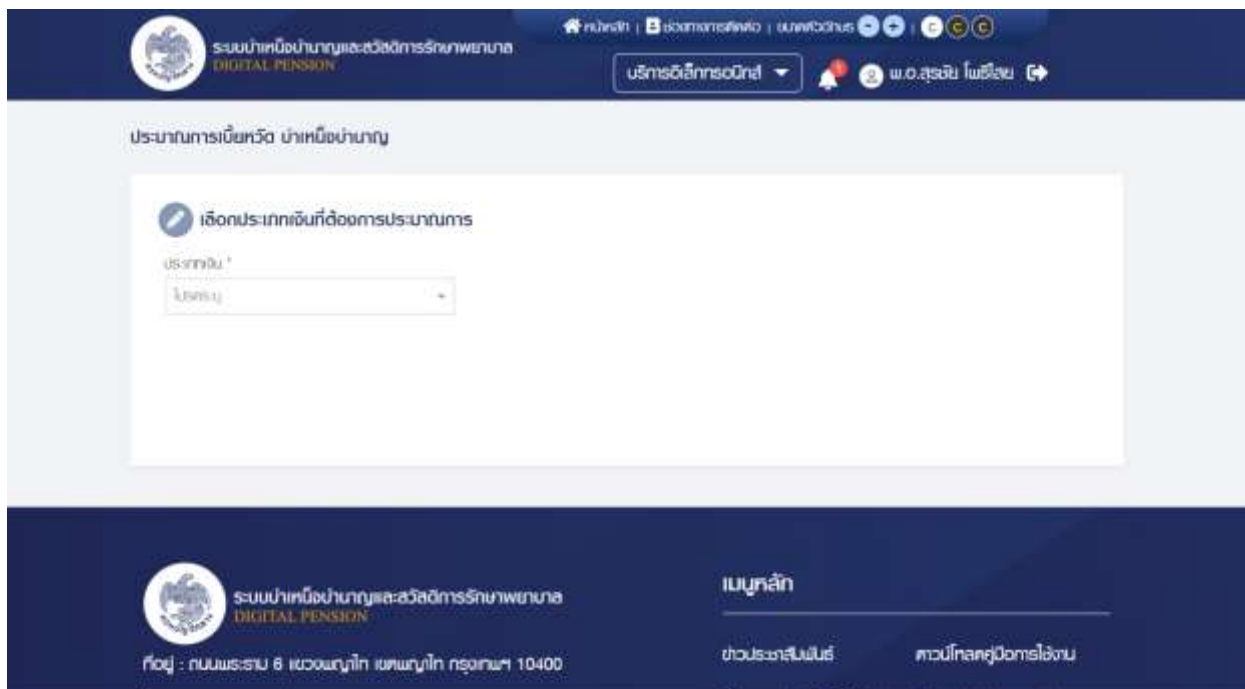 หน้าหลัก | ช่องทางการติดต่อ | ขนาดตัวอักษร - + | C C C
ระบบบำเหน็จบำนาญและสวัสดิการรักษาพยาบาล
DIGITAL PENSION
บริการอิเล็กทรอนิกส์
พ.อ.สุรชัย โพธิ์ไสย
ประมาณการเบี้ยหวัด บำเหน็จบำนาญ
เลือกประเภทเงินที่ต้องการประมาณการ
ประเภทเงิน *
โปรดระบุ
ระบบบำเหน็จบำนาญและสวัสดิการรักษาพยาบาล
DIGITAL PENSION
ที่อยู่ : ถนนพระราม 6 แขวงพญาไท เขตพญาไท กรุงเทพฯ 10400
เมนูหลัก
ข่าวประชาสัมพันธ์
ดาวน์โหลดคู่มือการใช้งาน